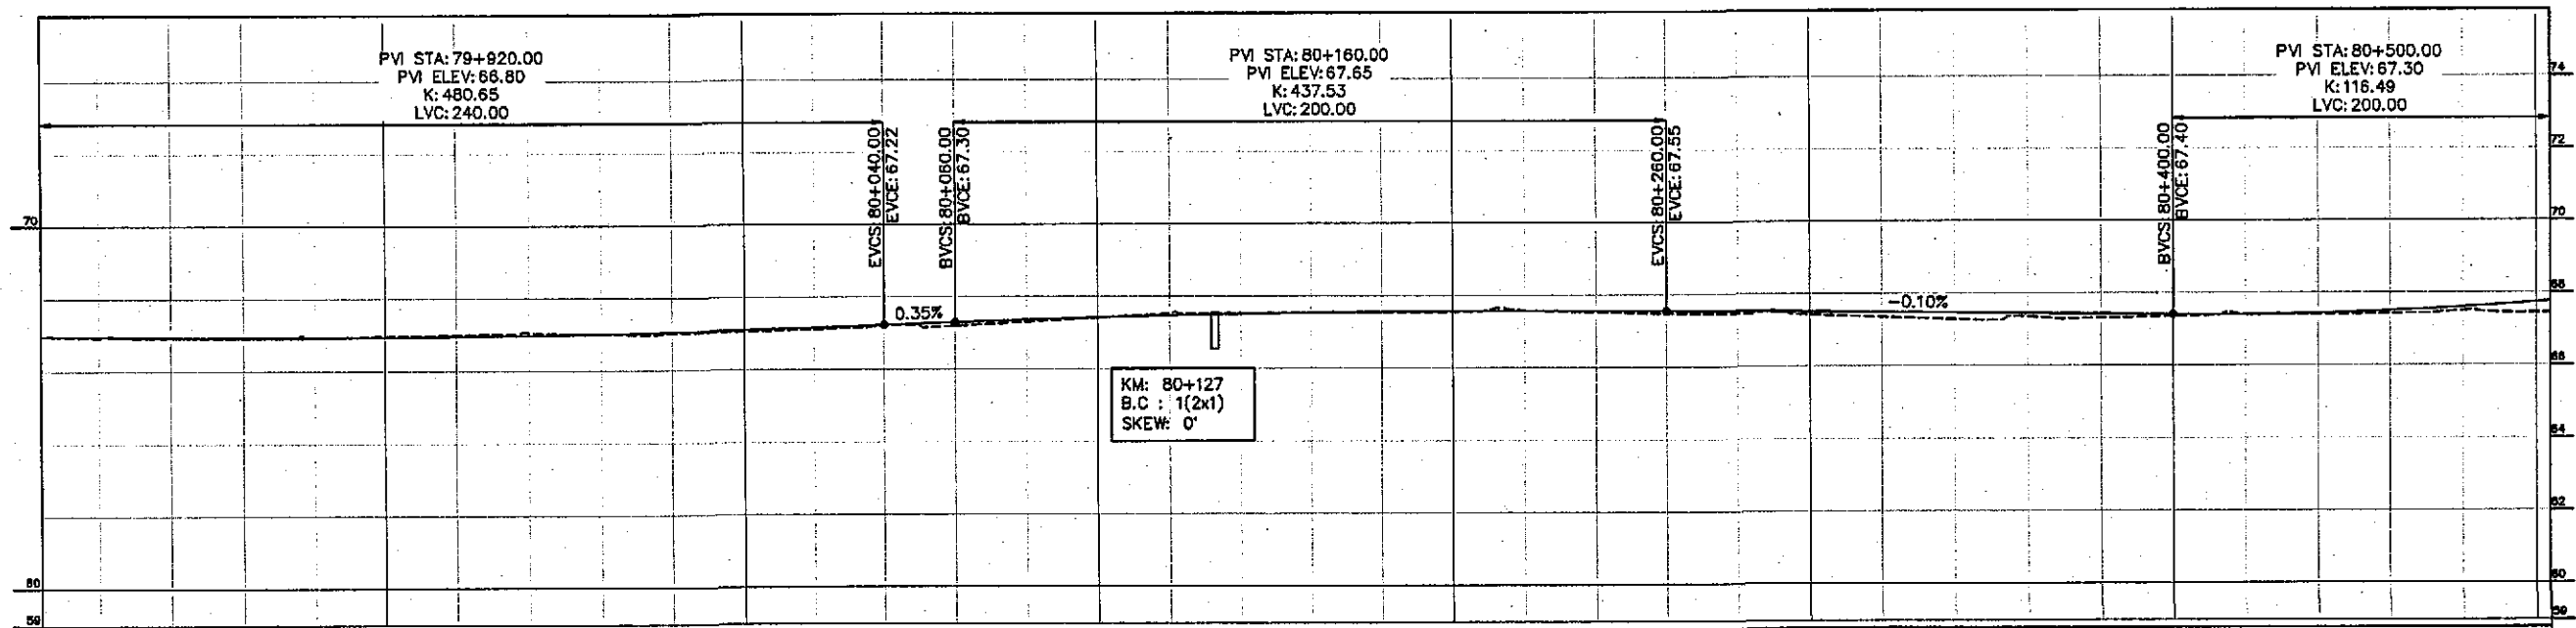 PVI STA: 79+920.00
PVI ELEV: 66.80
K: 480.65
LVC: 240.00
EVCS: 80+040.00
EVCE: 67.22
BVCS: 80+060.00
BVCE: 67.30
PVI STA: 80+160.00
PVI ELEV: 67.65
K: 437.53
LVC: 200.00
EVCS: 80+260.00
EVCE: 67.55
BVCS: 80+400.00
BVCE: 67.40
PVI STA: 80+500.00
PVI ELEV: 67.30
K: 116.49
LVC: 200.00
0.35%
-0.10%
KM: 80+127
B.C : 1(2x1)
SKEW: 0°
70
60
59
74
72
70
68
66
64
62
60
59